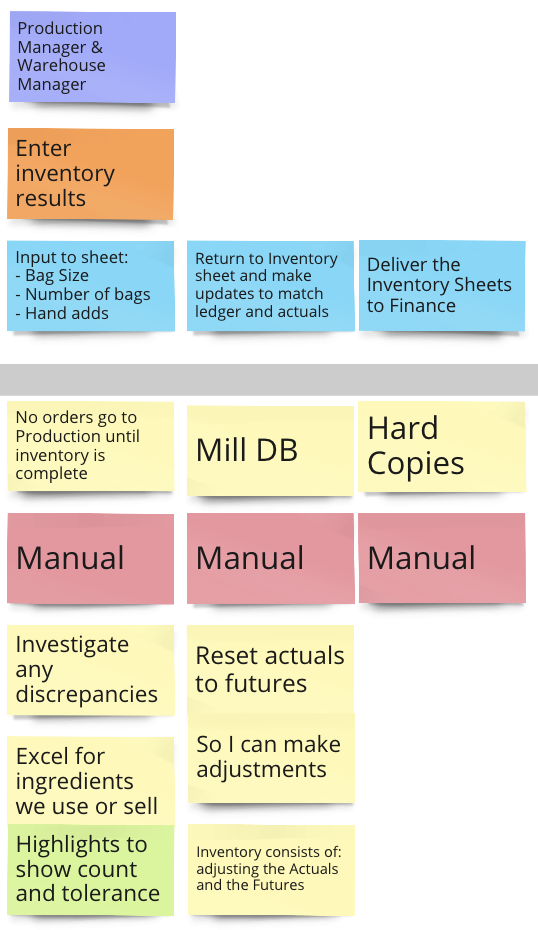 Production
Manager &
Warehouse
Manager
Enter
inventory
results
Input to sheet:
- Bag Size
- Number of bags
- Hand adds
Return to Inventory
sheet and make
updates to match
ledger and actuals
Deliver the
Inventory Sheets
to Finance
No orders go to
Production until
inventory is
complete
Mill DB
Hard
Copies
Manual
Manual
Manual
Investigate
any
discrepancies
Reset actuals
to futures
Excel for
ingredients
we use or sell
So I can make
adjustments
Highlights to
show count
and tolerance
Inventory consists of:
adjusting the Actuals
and the Futures